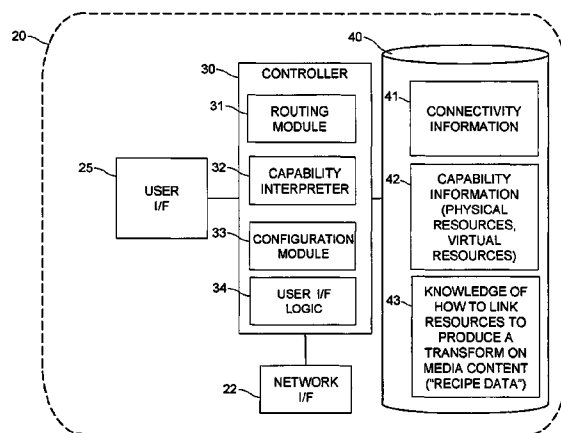 20
40
30
CONTROLLER
31
ROUTING
MODULE
41
CONNECTIVITY
INFORMATION
25
USER
I/F
32
CAPABILITY
INTERPRETER
42
CAPABILITY
INFORMATION
(PHYSICAL
RESOURCES,
VIRTUAL
RESOURCES)
33
CONFIGURATION
MODULE
34
USER I/F
LOGIC
43
KNOWLEDGE OF
HOW TO LINK
RESOURCES TO
PRODUCE A
TRANSFORM ON
MEDIA CONTENT
("RECIPE DATA")
22
NETWORK
I/F